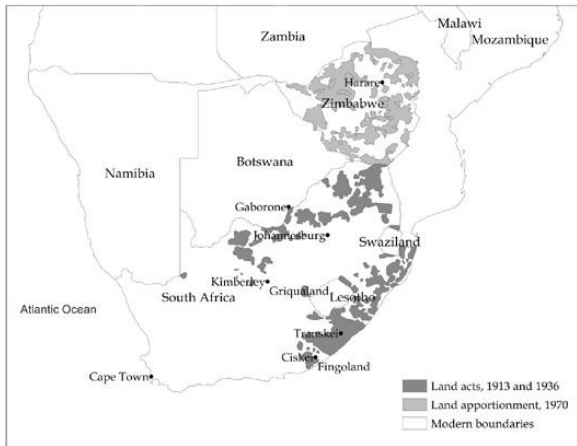 Malawi
Zambia
Mozambique
Harare
Zimbabwe
Namibia
Botswana
Gaborone
Johannesburg
Swaziland
Kimberley
Griqualand
South Africa
Lesotho
Atlantic Ocean
Transkei
Ciskei
Fingoland
Cape Town
Land acts, 1913 and 1936
Land apportionment, 1970
Modern boundaries